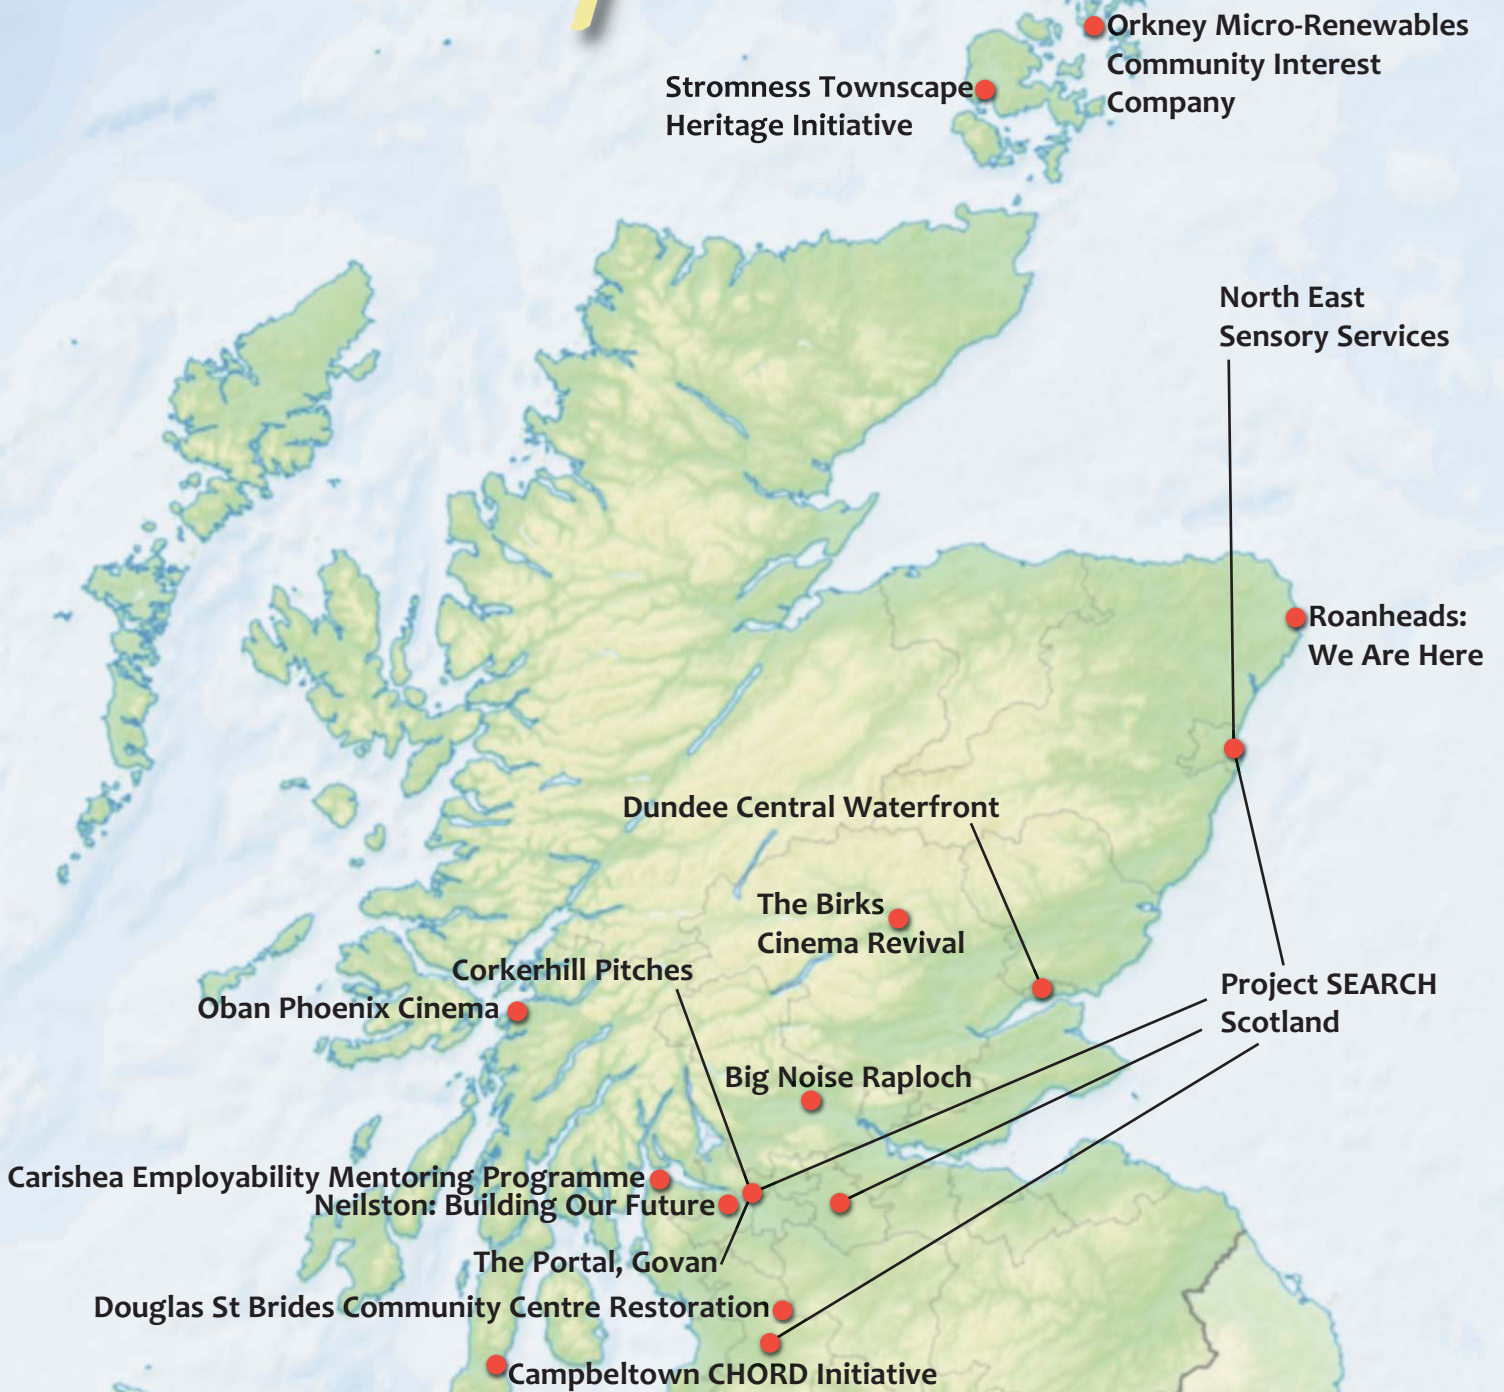 Orkney Micro-Renewables
Community Interest
Company
Stromness Townscape
Heritage Initiative
North East
Sensory Services
Roanheads:
We Are Here
Dundee Central Waterfront
The Birks
Cinema Revival
Corkerhill Pitches
Oban Phoenix Cinema
Project SEARCH
Scotland
Big Noise Raploch
Carishea Employability Mentoring Programme
Neilston: Building Our Future
The Portal, Govan
Douglas St Brides Community Centre Restoration
Campbeltown CHORD Initiative